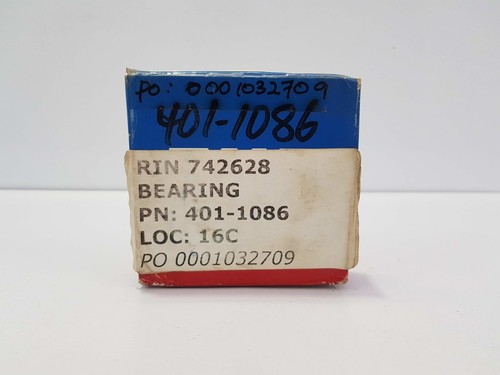 PO: 0001032709
401-1086
RIN 742628
BEARING
PN: 401-1086
LOC: 16C
PO 0001032709